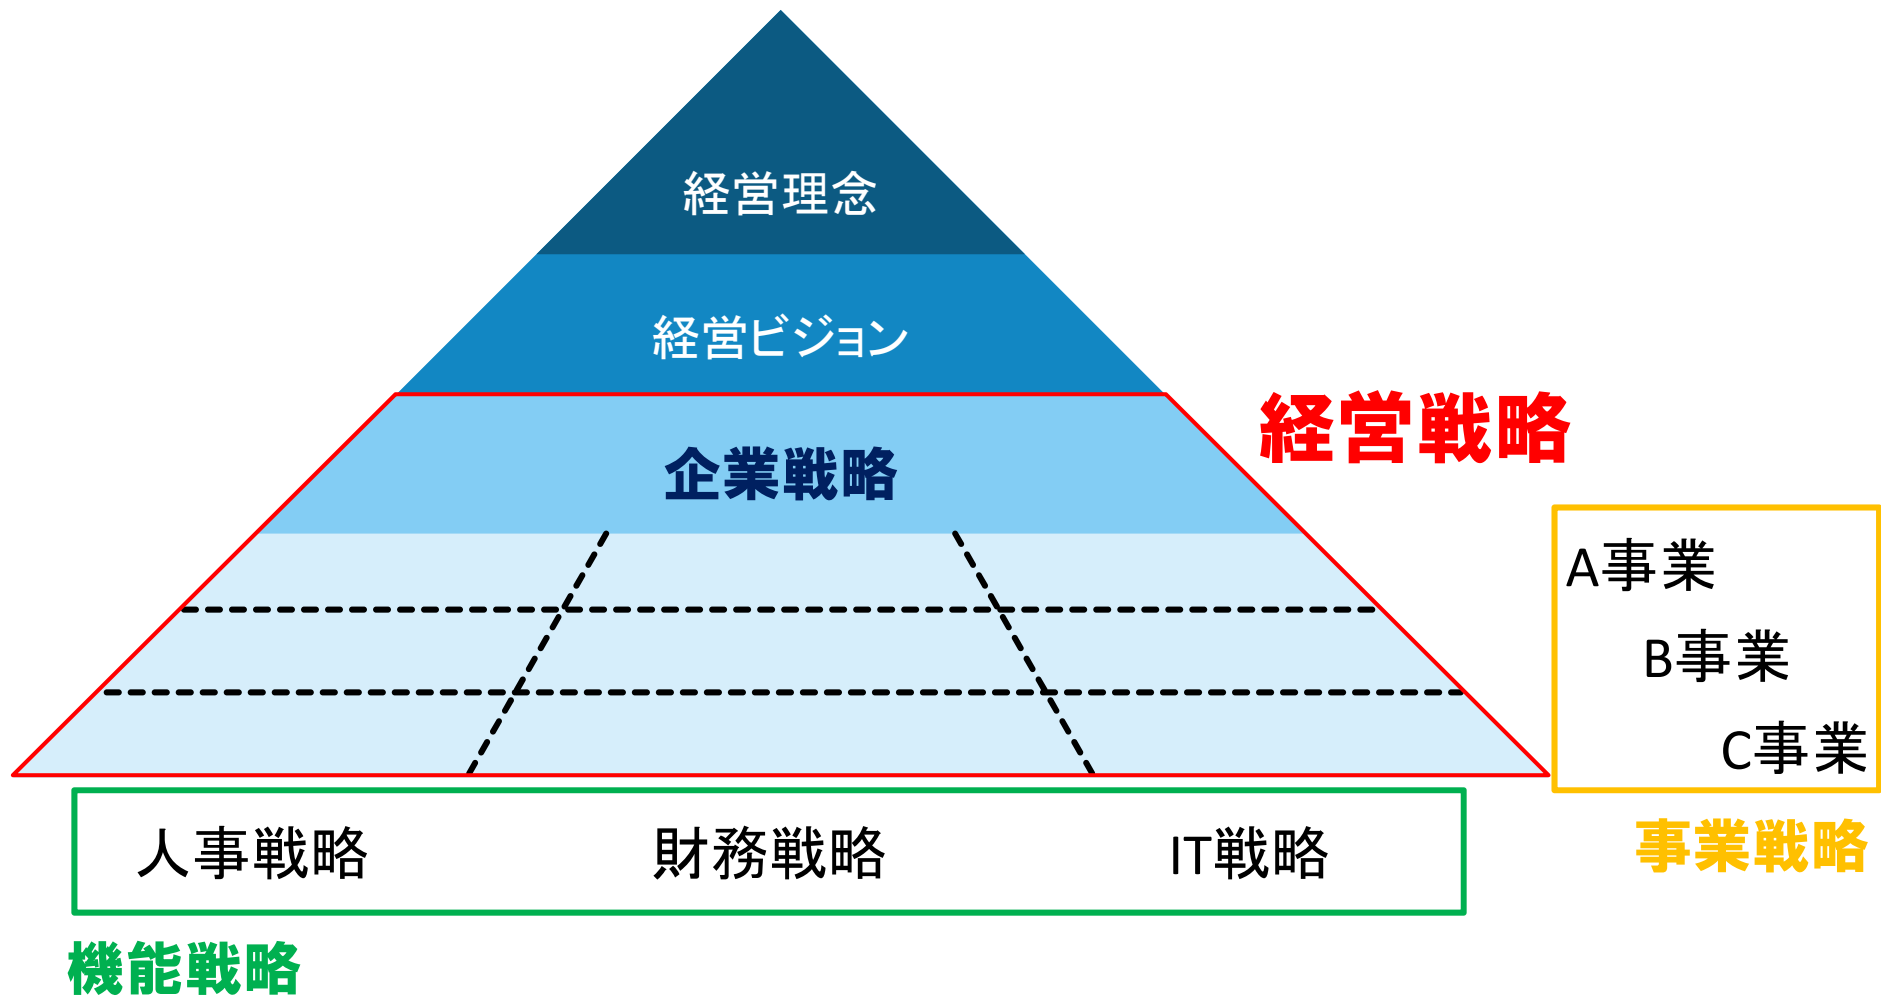 経営理念
経営ビジョン
経営戦略
企業戦略
A事業
B事業
C事業
事業戦略
人事戦略
財務戦略
IT戦略
機能戦略